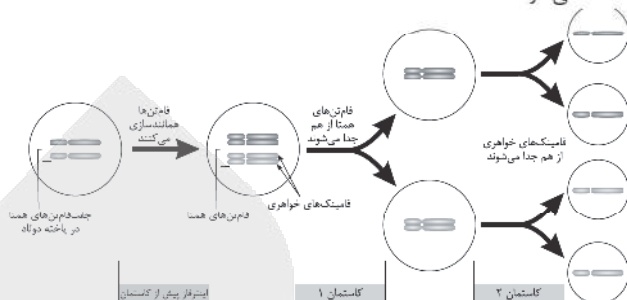 فام‌تن‌ها
همانندسازی
می‌کنند
فام‌تن‌های
همتا از هم
جدا می‌شوند
فامینک‌های خواهری
از هم جدا می‌شوند
جفت‌فام‌تن‌های همتا
در یاخته دولاد
فام‌تن‌های همتا
فامینک‌های خواهری
اینترفاز پیش از کاستمان
کاستمان ۱
کاستمان ۲